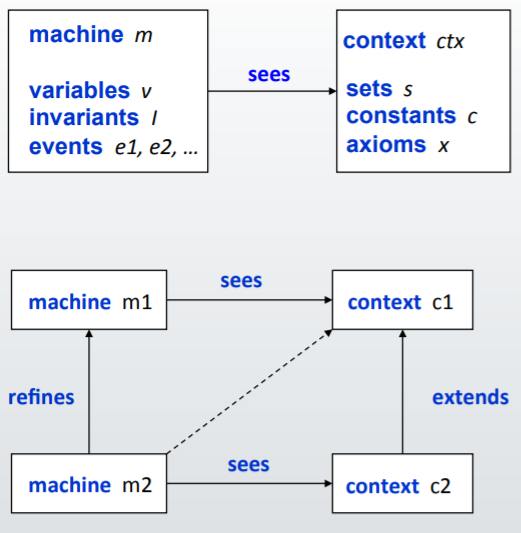 machine m
variables v
invariants I
events e1, e2, ...
sees
context ctx
sets s
constants c
axioms x
machine m1
sees
context c1
refines
extends
machine m2
sees
context c2